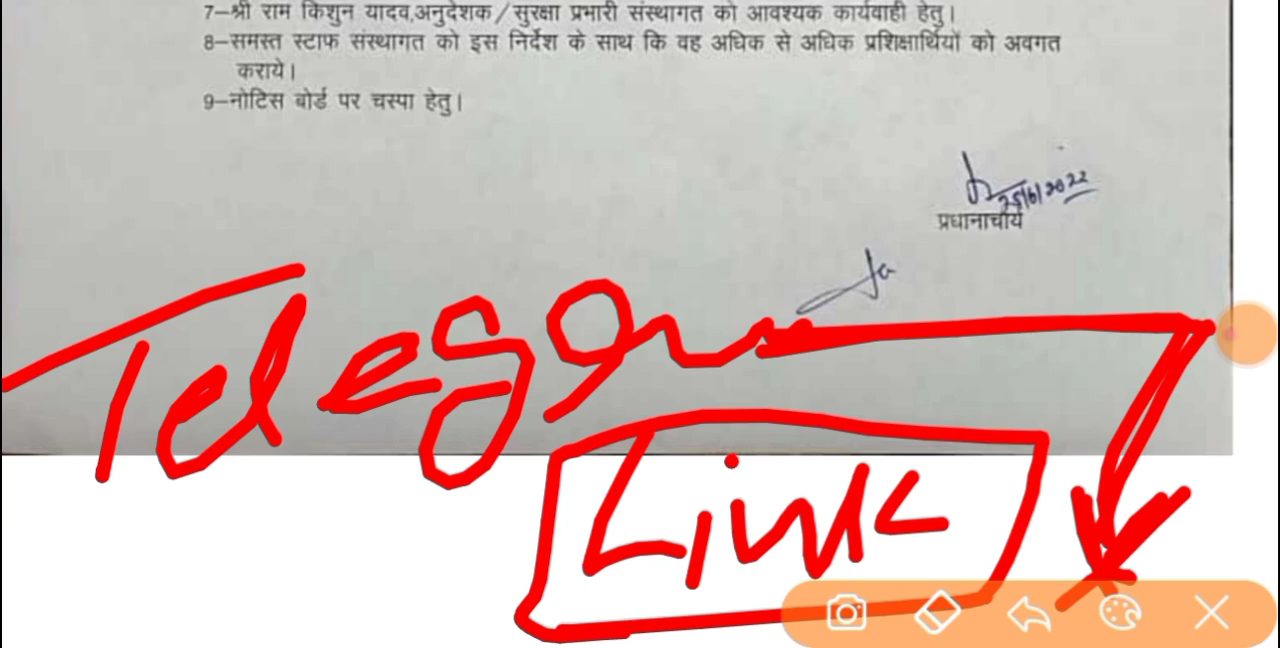 7–श्री राम किशुन यादव,अनुदेशक/सुरक्षा प्रभारी संस्थागत को आवश्यक कार्यवाही हेतु।
8–समस्त स्टाफ संस्थागत को इस निर्देश के साथ कि वह अधिक से अधिक प्रशिक्षार्थियों को अवगत
कराये।
9–नोटिस बोर्ड पर चस्पा हेतु।
25/6/2022
प्रधानाचार्य
Telegram
Link